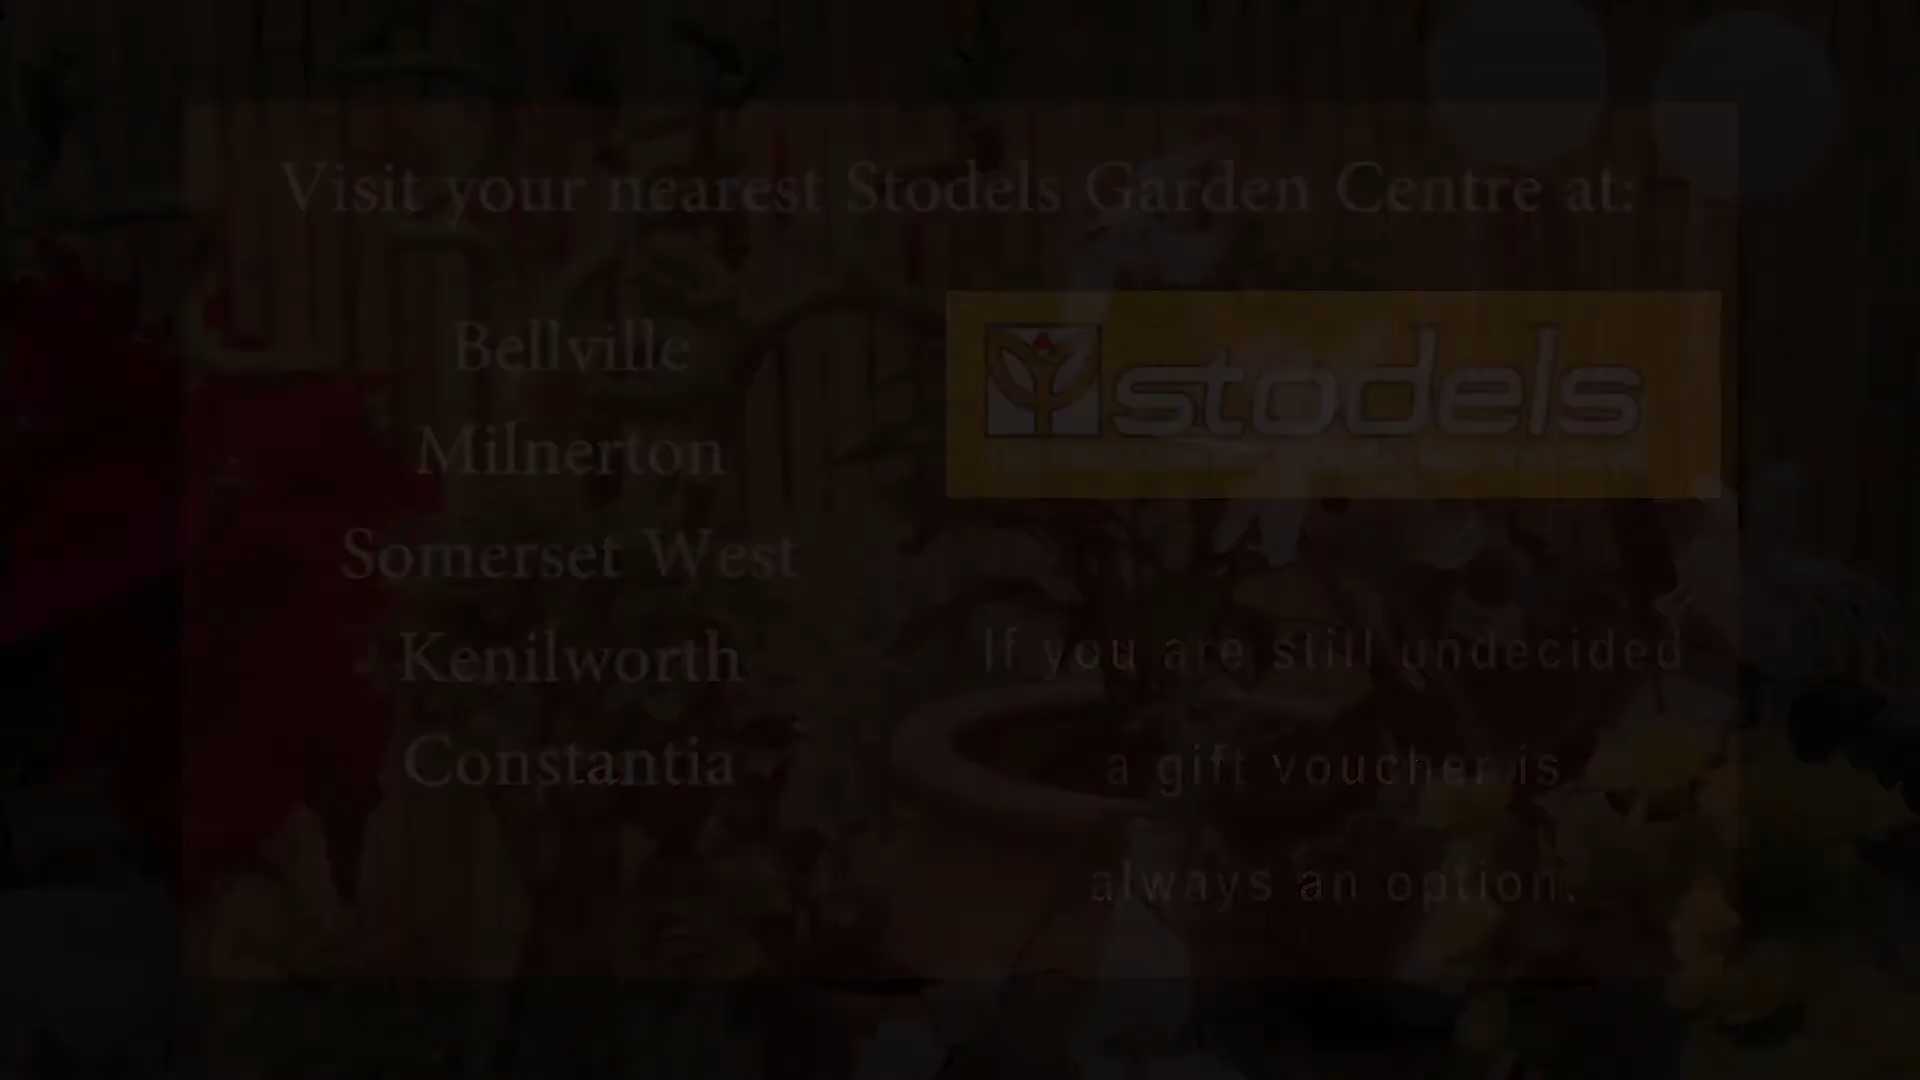 Visit your nearest Stodels Garden Centre at:
Bellville
Milnerton
Somerset West
Kenilworth
Constantia
stodels
If you are still undecided
a gift voucher is
always an option.